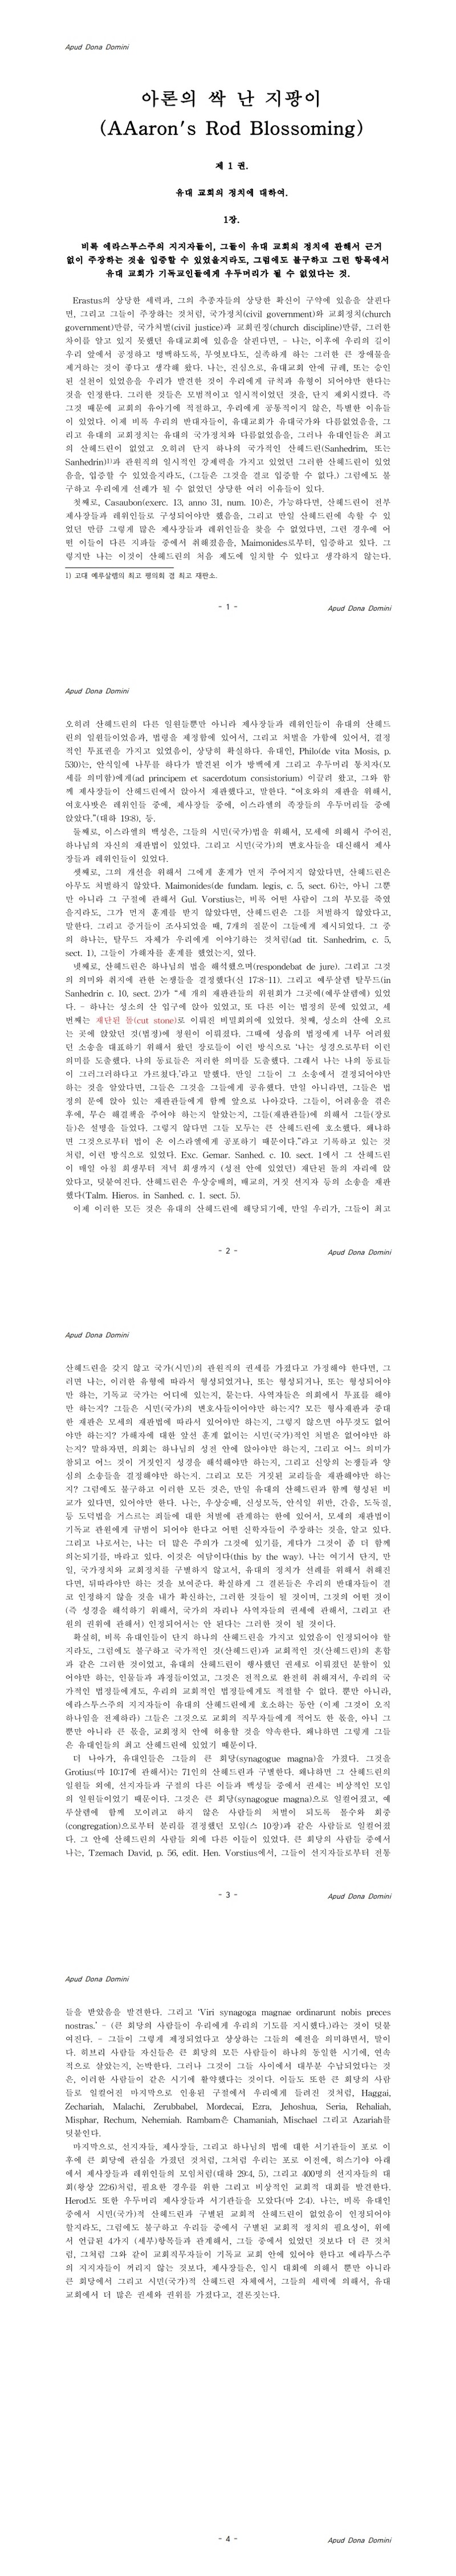 Apud Dona Domini
아론의 싹 난 지팡이
(AAaron's Rod Blossoming)
제 1 권.
유대 교회의 정치에 대하여.
1장.
비록 에라스투스주의 지지자들이, 그들이 유대 교회의 정치에 관해서 근거
없이 주장하는 것을 입증할 수 있었을지라도, 그럼에도 불구하고 그런 항목에서
유대 교회가 기독교인들에게 우두머리가 될 수 없었다는 것.
Erastus의 상당한 세력과, 그의 추종자들의 상당한 확신이 구약에 있음을 살핀다
면, 그리고 그들이 주장하는 것처럼, 국가정치(civil government)와 교회정치(church
government)만큼, 국가처벌(civil justice)과 교회권징(church discipline)만큼, 그러한
차이를 알고 있지 못했던 유대교회에 있음을 살핀다면, - 나는, 이후에 우리의 길이
우리 앞에서 공정하고 명백하도록, 무엇보다도, 실족하게 하는 그러한 큰 장애물을
제거하는 것이 좋다고 생각해 왔다. 나는, 진실로, 유대교회 안에 규례, 또는 승인
된 실천이 있었음을 우리가 발견한 것이 우리에게 규칙과 유형이 되어야만 한다는
것을 인정한다. 그러한 것들은 모범적이고 일시적이었던 것을, 단지 제외시켰다. 즉
그것 때문에 교회의 유아기에 적절하고, 우리에게 공통적이지 않은, 특별한 이유들
이 있었다. 이제 비록 우리의 반대자들이, 유대교회가 유대국가와 다름없었음을, 그
리고 유대의 교회정치는 유대의 국가정치와 다름없었음을, 그러나 유대인들은 최고
의 산헤드린이 없었고 오히려 단지 하나의 국가적인 산헤드린(Sanhedrim, 또는
Sanhedrin)1)과 관원직의 일시적인 강제력을 가지고 있었던 그러한 산헤드린이 있었
음을, 입증할 수 있었을지라도, (그들은 그것을 결코 입증할 수 없다.) 그럼에도 불
구하고 우리에게 선례가 될 수 없었던 상당한 여러 이유들이 있다.
첫째로, Casaubon(exerc. 13, anno 31, num. 10)은, 가능하다면, 산헤드린이 전부
제사장들과 레위인들로 구성되어야만 했음을, 그리고 만일 산헤드린에 속할 수 있
었던 만큼 그렇게 많은 제사장들과 레위인들을 찾을 수 없었다면, 그런 경우에 어
떤 이들이 다른 지파들 중에서 취해졌음을, Maimonides로부터, 입증하고 있다. 그
렇지만 나는 이것이 산헤드린의 처음 제도에 일치할 수 있다고 생각하지 않는다.
1) 고대 예루살렘의 최고 평의회 겸 최고 재판소.
- 1 -
Apud Dona Domini
Apud Dona Domini
오히려 산헤드린의 다른 일원들뿐만 아니라 제사장들과 레위인들이 유대의 산헤드
린의 일원들이었음과, 법령을 제정함에 있어서, 그리고 처벌을 가함에 있어서, 결정
적인 투표권을 가지고 있었음이, 상당히 확실하다. 유대인, Philo(de vita Mosis, p.
530)는, 안식일에 나무를 하다가 발견된 이가 방백에게 그리고 우두머리 통치자(모
세를 의미함)에게(ad principem et sacerdotum consistorium) 이끌려 왔고, 그와 함
께 제사장들이 산헤드린에서 앉아서 재판했다고, 말한다. "여호와의 재판을 위해서,
여호사밧은 레위인들 중에, 제사장들 중에, 이스라엘의 족장들의 우두머리들 중에
앉았다."(대하 19:8), 등.
둘째로, 이스라엘의 백성은, 그들의 시민(국가)법을 위해서, 모세에 의해서 주어진,
하나님의 자신의 재판법이 있었다. 그리고 시민(국가)의 변호사들을 대신해서 제사
장들과 레위인들이 있었다.
셋째로, 그의 개선을 위해서 그에게 훈계가 먼저 주어지지 않았다면, 산헤드린은
아무도 처벌하지 않았다. Maimonides(de fundam. legis, c. 5, sect. 6)는, 아니 그뿐
만 아니라 그 구절에 관해서 Gul. Vorstius는, 비록 어떤 사람이 그의 부모를 죽였
을지라도, 그가 먼저 훈계를 받지 않았다면, 산헤드린은 그를 처벌하지 않았다고,
말한다. 그리고 증거들이 조사되었을 때, 7개의 질문이 그들에게 제시되었다. 그 중
의 하나는, 탈무드 자체가 우리에게 이야기하는 것처럼(ad tit. Sanhedrim, c. 5,
sect. 1), 그들이 가해자를 훈계를 했었는지, 였다.
넷째로, 산헤드린은 하나님의 법을 해석했으며(respondebat de jure). 그리고 그것
의 의미와 취지에 관한 논쟁들을 결정했다(신 17:8-11). 그리고 예루살렘 탈무드(in
Sanhedrin c. 10, sect. 2)가 "세 개의 재판관들의 위원회가 그곳에(예루살렘에) 있었
다. - 하나는 성소의 산 입구에 앉아 있었고, 또 다른 이는 법정의 문에 있었고, 세
번째는 재단된 돌(cut stone)로 이뤄진 비밀회의에 있었다. 첫째, 성소의 산에 오르
는 곳에 앉았던 것(법정)에 청원이 이뤄졌다. 그때에 성읍의 법정에게 너무 어려웠
던 소송을 대표하기 위해서 왔던 장로들이 이런 방식으로 '나는 성경으로부터 이런
의미를 도출했다. 나의 동료들은 저러한 의미를 도출했다. 그래서 나는 나의 동료들
이 그러그러하다고 가르쳤다.'라고 말했다. 만일 그들이 그 소송에서 결정되어야만
하는 것을 알았다면, 그들은 그것을 그들에게 공유했다. 만일 아니라면, 그들은 법
정의 문에 앉아 있는 재판관들에게 함께 앞으로 나아갔다. 그들이, 어려움을 겪은
후에, 무슨 해결책을 주어야 하는지 알았는지, 그들(재판관들)에 의해서 그들(장로
들)은 설명을 들었다. 그렇지 않다면 그들 모두는 큰 산헤드린에 호소했다. 왜냐하
면 그것으로부터 법이 온 이스라엘에게 공포하기 때문이다."라고 기록하고 있는 것
처럼, 이런 방식으로 있었다. Exc. Gemar. Sanhed. c. 10. sect. 1에서 그 산헤드린
이 매일 아침 희생부터 저녁 희생까지 (성전 안에 있었던) 재단된 돌의 자리에 앉
았다고, 덧붙여진다. 산헤드린은 우상숭배의, 배교의, 거짓 선지자 등의 소송을 재판
했다(Talm. Hieros. in Sanhed. c. 1. sect. 5).
이제 이러한 모든 것은 유대의 산헤드린에 해당되기에, 만일 우리가, 그들이 최고
- 2 -
Apud Dona Domini
Apud Dona Domini
산헤드린을 갖지 않고 국가(시민)의 관원직의 권세를 가졌다고 가정해야 한다면, 그
러면 나는, 이러한 유형에 따라서 형성되었거나, 또는 형성되거나, 또는 형성되어야
만 하는, 기독교 국가는 어디에 있는지, 묻는다. 사역자들은 의회에서 투표를 해야
만 하는지? 그들은 시민(국가)의 변호사들이어야만 하는지? 모든 형사재판과 중대
한 재판은 모세의 재판법에 따라서 있어야만 하는지, 그렇지 않으면 아무것도 없어
야만 하는지? 가해자에 대한 앞선 훈계 없이는 시민(국가)적인 처벌은 없어야만 하
는지? 말하자면, 의회는 하나님의 성전 안에 앉아야만 하는지, 그리고 어느 의미가
참되고 어느 것이 거짓인지 성경을 해석해야만 하는지, 그리고 신앙의 논쟁들과 양
심의 소송들을 결정해야만 하는지. 그리고 모든 거짓된 교리들을 재판해야만 하는
지? 그럼에도 불구하고 이러한 모든 것은, 만일 유대의 산헤드린과 함께 형성된 비
교가 있다면, 있어야만 한다. 나는, 우상숭배, 신성모독, 안식일 위반, 간음, 도둑질,
등 도덕법을 거스르는 죄들에 대한 처벌에 관계하는 한에 있어서, 모세의 재판법이
기독교 관원에게 규범이 되어야 한다고 어떤 신학자들이 주장하는 것을, 알고 있다.
그리고 나로서는, 나는 더 많은 주의가 그것에 있기를, 게다가 그것이 좀 더 함께
의논되기를, 바라고 있다. 이것은 여담이다(this by the way). 나는 여기서 단지, 만
일, 국가정치와 교회정치를 구별하지 않고서, 유대의 정치가 선례를 위해서 취해진
다면, 뒤따라야만 하는 것을 보여준다. 확실하게 그 결론들은 우리의 반대자들이 결
코 인정하지 않을 것을 내가 확신하는, 그러한 것들이 될 것이며, 그것의 어떤 것이
(즉 성경을 해석하기 위해서, 국가의 자리나 사역자들의 권세에 관해서, 그리고 관
원의 권위에 관해서) 인정되어서는 안 된다는 그러한 것이 될 것이다.
확실히, 비록 유대인들이 단지 하나의 산헤드린을 가지고 있었음이 인정되어야 할
지라도, 그럼에도 불구하고 국가적인 것(산헤드린)과 교회적인 것(산헤드린)의 혼합
과 같은 그러한 것이었고, 유대의 산헤드린이 행사했던 권세로 이뤄졌던 분할이 있
어야만 하는, 인물들과 과정들이었고, 그것은 전적으로 완전히 취해져서, 우리의 국
가적인 법정들에게도, 우리의 교회적인 법정들에게도 적절할 수 없다. 뿐만 아니라,
에라스투스주의 지지자들이 유대의 산헤드린에게 호소하는 동안 (이제 그것이 오직
하나임을 전제하라) 그들은 그것으로 교회의 직무자들에게 적어도 한 몫을, 아니 그
뿐만 아니라 큰 몫을, 교회정치 안에 허용할 것을 약속한다. 왜냐하면 그렇게 그들
은 유대인들의 최고 산헤드린에 있었기 때문이다.
더 나아가, 유대인들은 그들의 큰 회당(synagogue magna)을 가졌다. 그것을
Grotius(마 10:17에 관해서)는 71인의 산헤드린과 구별한다. 왜냐하면 그 산헤드린의
일원들 외에, 선지자들과 구정의 다른 이들과 백성들 중에서 권세는 비상적인 모임
의 일원들이었기 때문이다. 그것은 큰 회당(synagogue magna)으로 일컬어졌고, 예
루살렘에 함께 모이려고 하지 않은 사람들의 처벌이 되도록 몰수와 회중
(congregation)으로부터 분리를 결정했던 모임(스 10장)과 같은 사람들로 일컬어졌
다. 그 안에 산헤드린의 사람들 외에 다른 이들이 있었다. 큰 회당의 사람들 중에서
나는, Tzemach David, p. 56, edit. Hen. Vorstius에서, 그들이 선지자들로부터 전통
- 3 -
Apud Dona Domini
Apud Dona Domini
들을 받았음을 발견한다. 그리고 'Viri synagoga magnae ordinarunt nobis preces
nostras.' - (큰 회당의 사람들이 우리에게 우리의 기도를 지시했다.)라는 것이 덧붙
여진다. - 그들이 그렇게 제정되었다고 상상하는 그들의 예전을 의미하면서, 말이
다. 히브리 사람들 자신들은 큰 회당의 모든 사람들이 하나의 동일한 시기에, 연속
적으로 살았는지, 논박한다. 그러나 그것이 그들 사이에서 대부분 수납되었다는 것
은, 이러한 사람들이 같은 시기에 활약했다는 것이다. 이들도 또한 큰 회당의 사람
들로 일컬어진 마지막으로 인용된 구절에서 우리에게 들려진 것처럼, Haggai,
Zechariah, Malachi, Zerubbabel, Mordecai, Ezra, Jehoshua, Seria, Rehaliah,
Misphar, Rechum, Nehemiah. Rambam은 Chamaniah, Mischael 그리고 Azariah를
덧붙인다.
마지막으로, 선지자들, 제사장들, 그리고 하나님의 법에 대한 서기관들이 포로 이
후에 큰 회당에 관심을 가졌던 것처럼, 그처럼 우리는 포로 이전에, 히스기야 아래
에서 제사장들과 레위인들의 모임처럼(대하 29:4, 5), 그리고 400명의 선지자들의 대
회(왕상 22:6)처럼, 필요한 경우를 위한 그리고 비상적인 교회적 대회를 발견한다.
Herod도 또한 우두머리 제사장들과 서기관들을 모았다(마 2:4). 나는, 비록 유대인
중에서 시민(국가)적 산헤드린과 구별된 교회적 산헤드린이 없었음이 인정되어야
할지라도, 그럼에도 불구하고 우리들 중에서 구별된 교회적 정치의 필요성이, 위에
서 언급된 4가지 (세부)항목들과 관계해서, 그들 중에서 있었던 것보다 더 큰 것처
럼, 그처럼 그와 같이 교회직무자들이 기독교 교회 안에 있어야 한다고 에라투스주
의 지지자들이 꺼리지 않는 것보다, 제사장들은, 임시 대회에 의해서 뿐만 아니라
큰 회당에서 그리고 시민(국가)적 산헤드린 자체에서, 그들의 세력에 의해서, 유대
교회에서 더 많은 권세와 권위를 가졌다고, 결론짓는다.
- 4 -
Apud Dona Domini